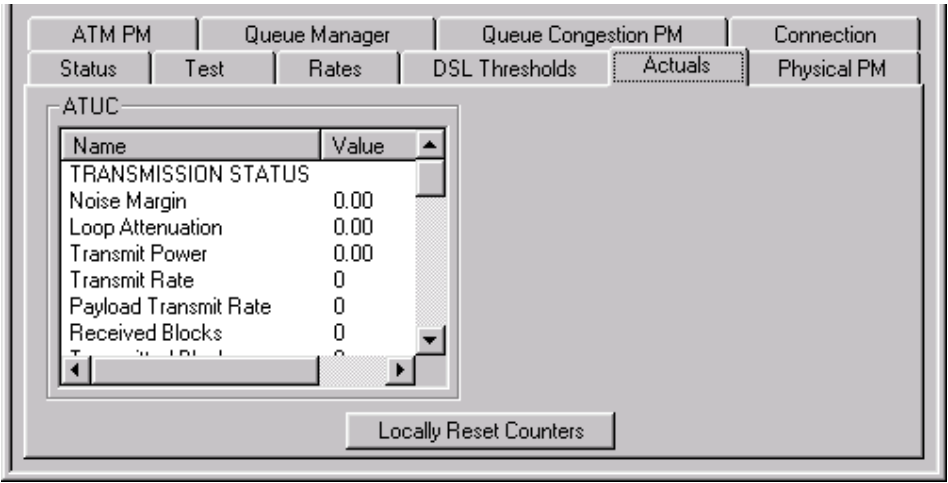 ATM PM Queue Manager Queue Congestion PM Connection
Status Test Rates DSL Thresholds Actuals Physical PM
ATUC
Name Value
TRANSMISSION STATUS
Noise Margin 0.00
Loop Attenuation 0.00
Transmit Power 0.00
Transmit Rate 0
Payload Transmit Rate 0
Received Blocks 0
Locally Reset Counters